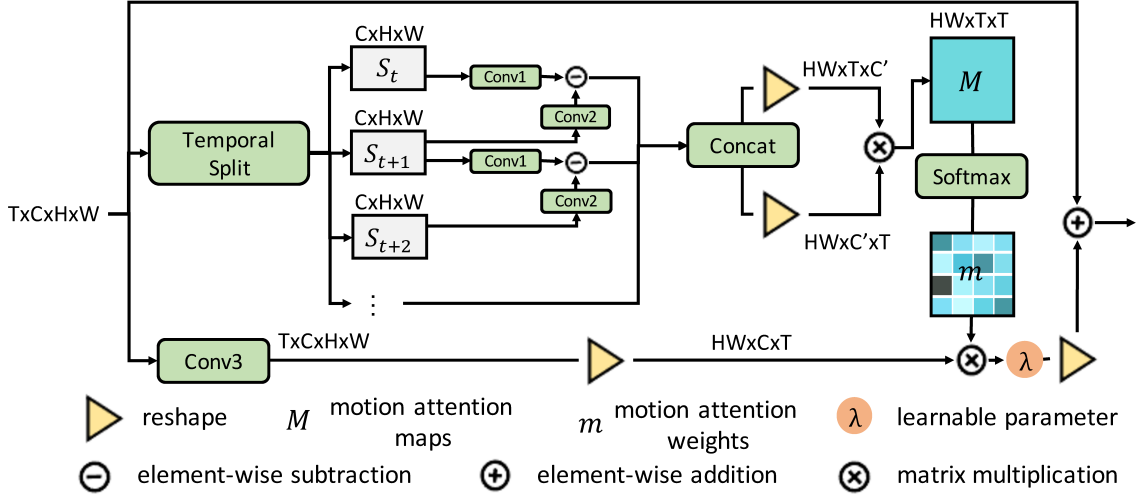 TxCxHxW
Temporal
Split
CxHxW
S_t
CxHxW
S_{t+1}
CxHxW
S_{t+2}
⋮
Conv1
−
Conv2
Conv1
−
Conv2
Concat
HWxTxC’
HWxC’xT
×
HWxTxT
M
Softmax
m
+
Conv3
TxCxHxW
HWxCxT
×
λ
reshape
M motion attention
maps
m motion attention
weights
λ learnable parameter
− element-wise subtraction
+ element-wise addition
× matrix multiplication